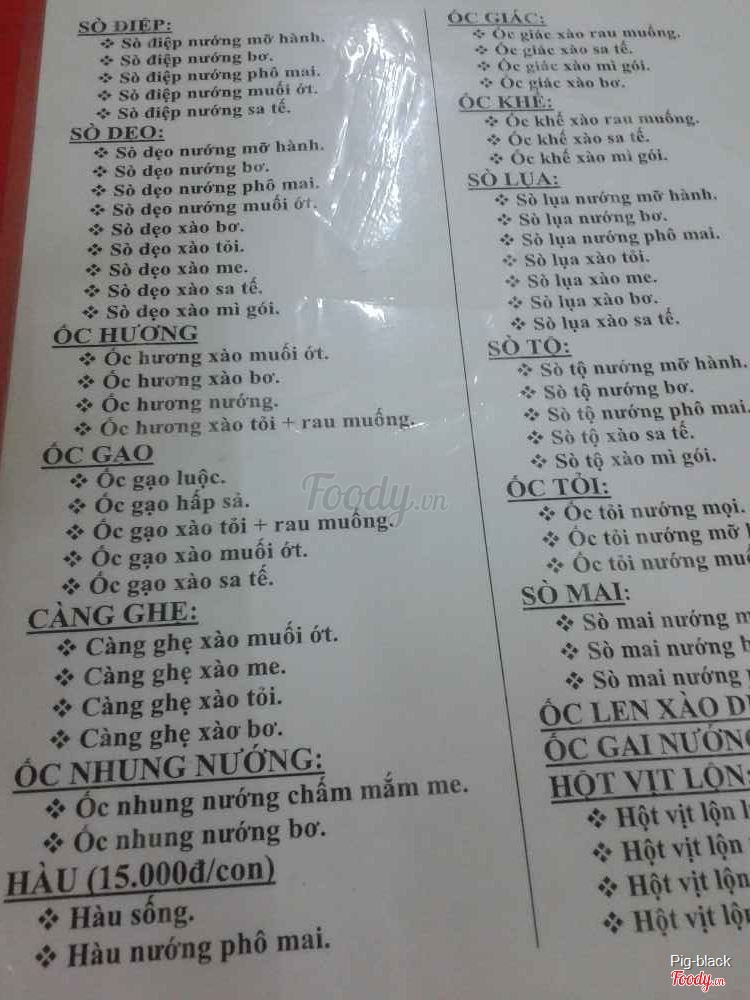 SÒ ĐIỆP:
❖ Sò điệp nướng mỡ hành.
❖ Sò điệp nướng bơ.
❖ Sò điệp nướng phô mai.
❖ Sò điệp nướng muối ớt.
❖ Sò điệp nướng sa tế.
SÒ DẸO:
❖ Sò dẹo nướng mỡ hành.
❖ Sò dẹo nướng bơ.
❖ Sò dẹo nướng phô mai.
❖ Sò dẹo nướng muối ớt.
❖ Sò dẹo xào bơ.
❖ Sò dẹo xào tỏi.
❖ Sò dẹo xào me.
❖ Sò dẹo xào sa tế.
❖ Sò dẹo xào mì gói.
ỐC HƯƠNG
❖ Ốc hương xào muối ớt.
❖ Ốc hương xào bơ.
❖ Ốc hương nướng.
❖ Ốc hương xào tỏi + rau muống.
ỐC GẠO
❖ Ốc gạo luộc.
❖ Ốc gạo hấp sả.
❖ Ốc gạo xào tỏi + rau muống.
❖ Ốc gạo xào muối ớt.
❖ Ốc gạo xào sa tế.
CÀNG GHẸ:
❖ Càng ghẹ xào muối ớt.
❖ Càng ghẹ xào me.
❖ Càng ghẹ xào tỏi.
❖ Càng ghẹ xàơ bơ.
ỐC NHUNG NƯỚNG:
❖ Ốc nhung nướng chấm mắm me.
❖ Ốc nhung nướng bơ.
HÀU (15.000đ/con)
❖ Hàu sống.
❖ Hàu nướng phô mai.
ỐC GIÁC:
❖ Ốc giác xào rau muống.
❖ Ốc giác xào sa tế.
❖ Ốc giác xào mì gói.
❖ Ốc giác xào bơ.
ỐC KHẾ:
❖ Ốc khế xào rau muống.
❖ Ốc khế xào sa tế.
❖ Ốc khế xào mì gói.
SÒ LỤA:
❖ Sò lụa nướng mỡ hành.
❖ Sò lụa nướng bơ.
❖ Sò lụa nướng phô mai.
❖ Sò lụa xào tỏi.
❖ Sò lụa xào me.
❖ Sò lụa xào bơ.
❖ Sò lụa xào sa tế.
SÒ TỘ:
❖ Sò tộ nướng mỡ hành.
❖ Sò tộ nướng bơ.
❖ Sò tộ nướng phô mai.
❖ Sò tộ xào sa tế.
❖ Sò tộ xào mì gói.
ỐC TỎI:
❖ Ốc tỏi nướng mọi.
❖ Ốc tỏi nướng mỡ
❖ Ốc tỏi nướng
SÒ MAI:
❖ Sò mai nướng
❖ Sò mai nướng
❖ Sò mai nướng
ỐC LEN XÀO
ỐC GAI NƯỚNG
HỘT VỊT LỘN:
❖ Hột vịt lộn
❖ Hột vịt lộn
❖ Hột vịt lộn
❖ Hột vịt lộn
Foody.vn
Pig-black
Foody.vn